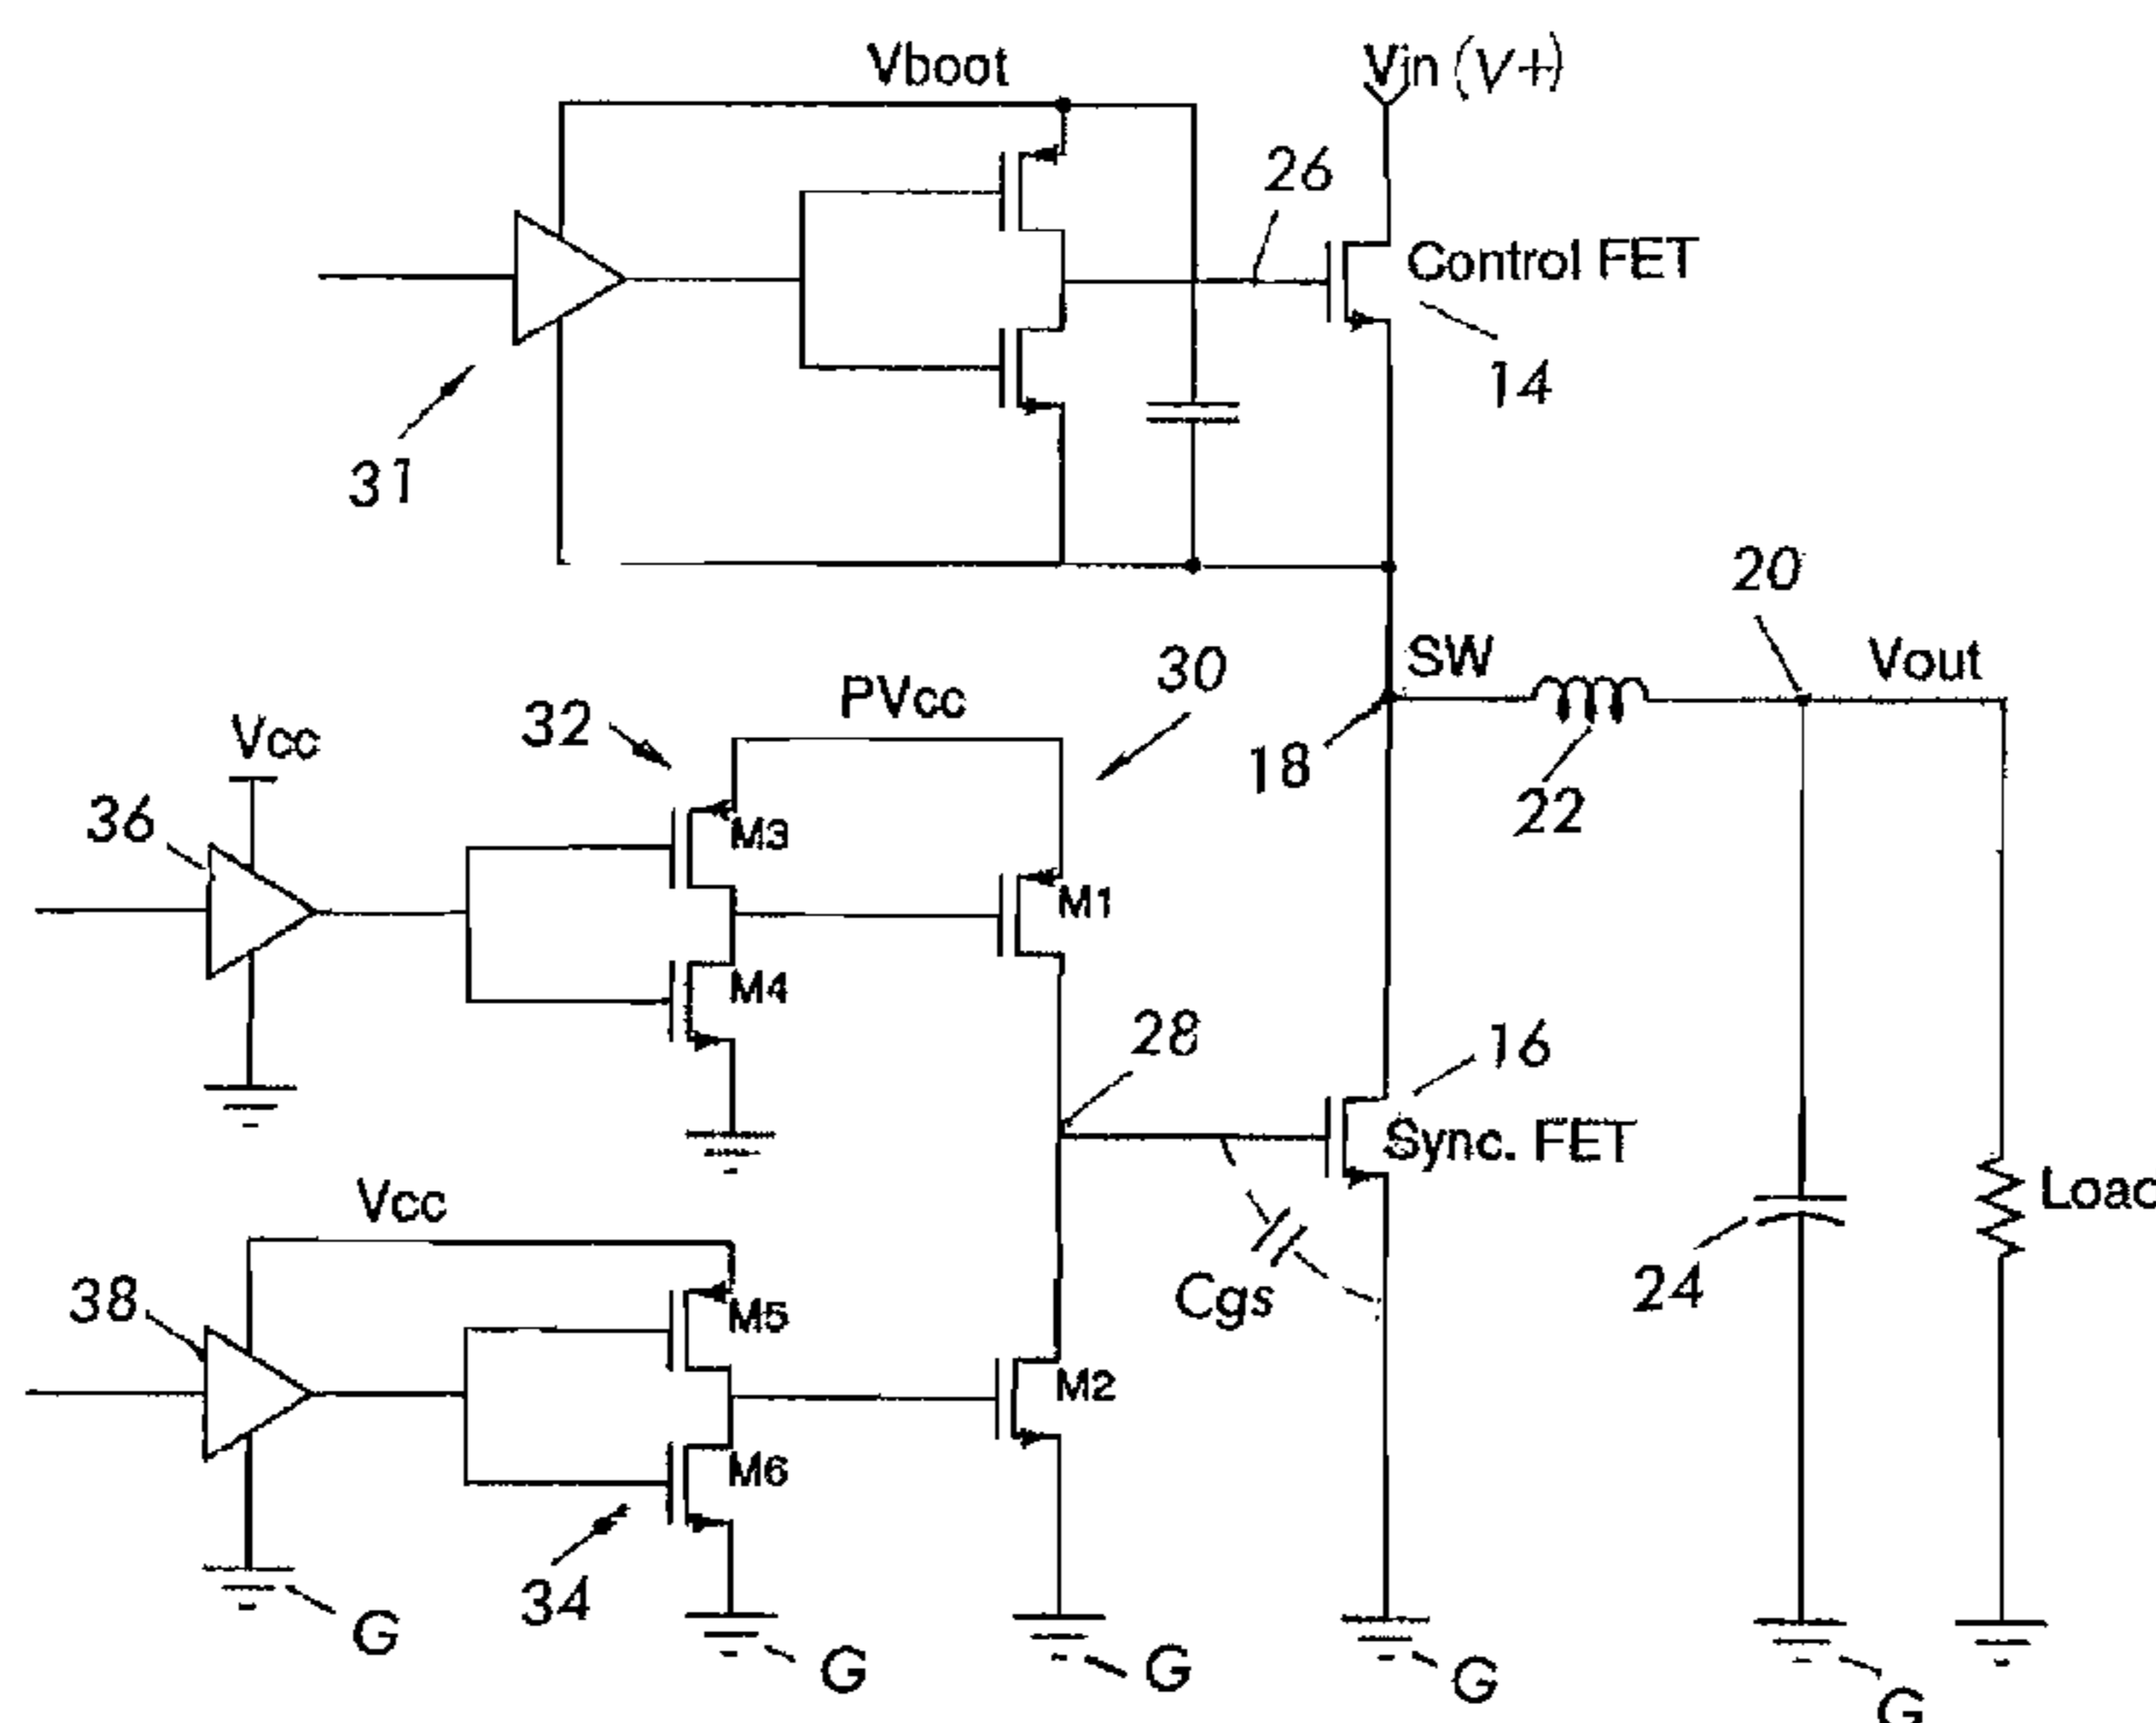 Vboot
Vin (V+)
26
Control FET
14
31
20
SW
Vout
30
PVcc
32
Vcc
18
22
36
M3
M1
M4
28
16
Sync. FET
Vcc
Load
38
M5
Cgs
24
M2
M6
34
G
G
G
G
G